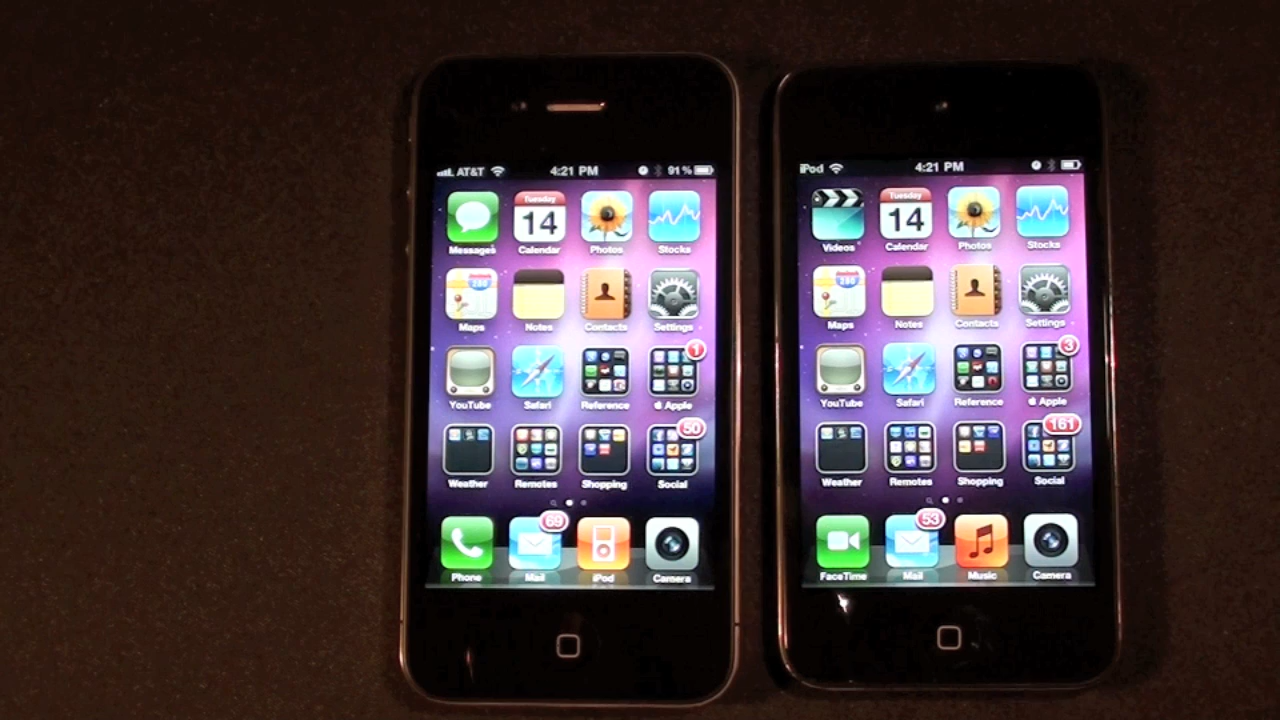 AT&T 4:21 PM 91%
Tuesday
14
Messages Calendar Photos Stocks
280
Maps Notes Contacts Settings
1
YouTube Safari Reference Apple
50
Weather Remotes Shopping Social
69
Phone Mail iPod Camera
iPod 4:21 PM
Tuesday
14
Videos Calendar Photos Stocks
280
Maps Notes Contacts Settings
3
YouTube Safari Reference Apple
161
Weather Remotes Shopping Social
53
FaceTime Mail Music Camera